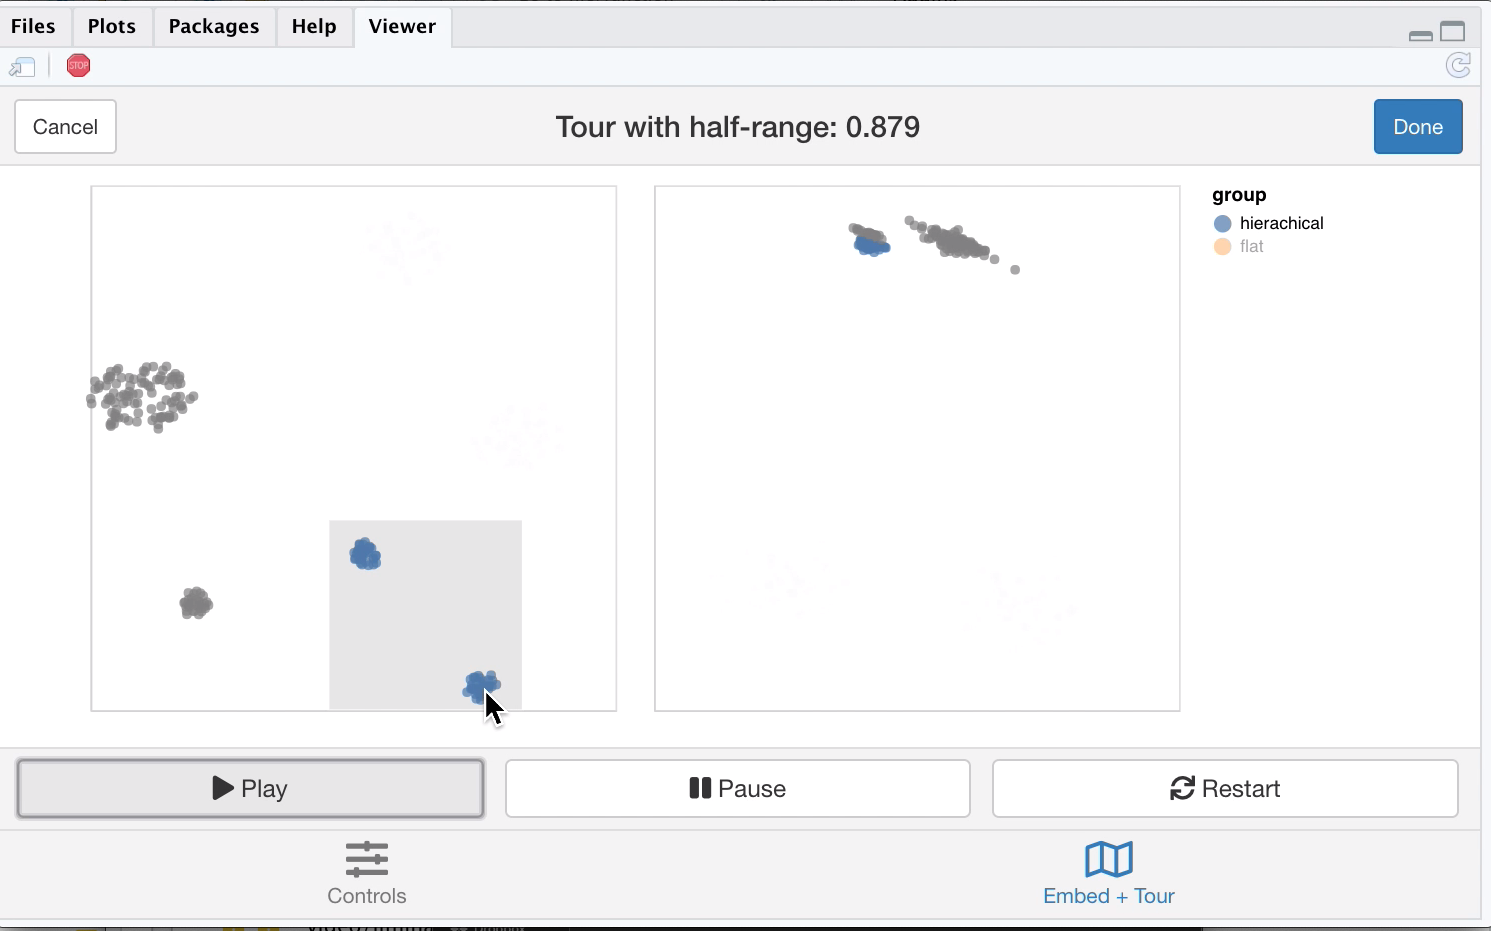 Files Plots Packages Help Viewer
STOP
Cancel Tour with half-range: 0.879 Done
group
hierachical
flat
Play Pause Restart
Controls Embed + Tour